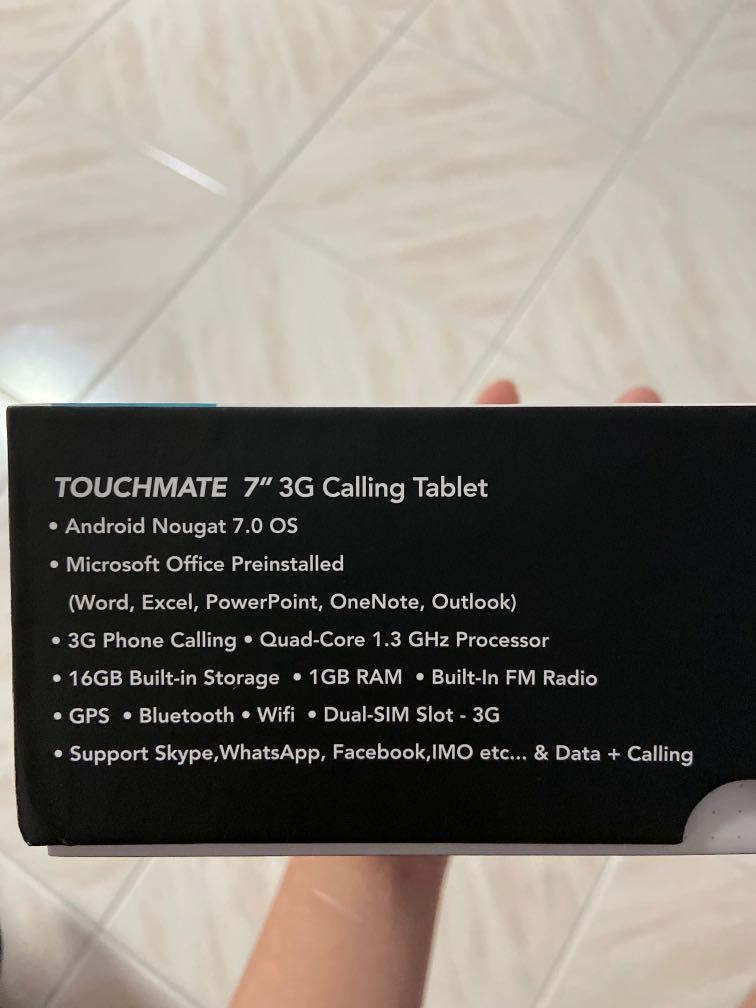 TOUCHMATE 7" 3G Calling Tablet
• Android Nougat 7.0 OS
• Microsoft Office Preinstalled
(Word, Excel, PowerPoint, OneNote, Outlook)
• 3G Phone Calling • Quad-Core 1.3 GHz Processor
• 16GB Built-in Storage • 1GB RAM • Built-In FM Radio
• GPS • Bluetooth • Wifi • Dual-SIM Slot - 3G
• Support Skype,WhatsApp, Facebook,IMO etc... & Data + Calling